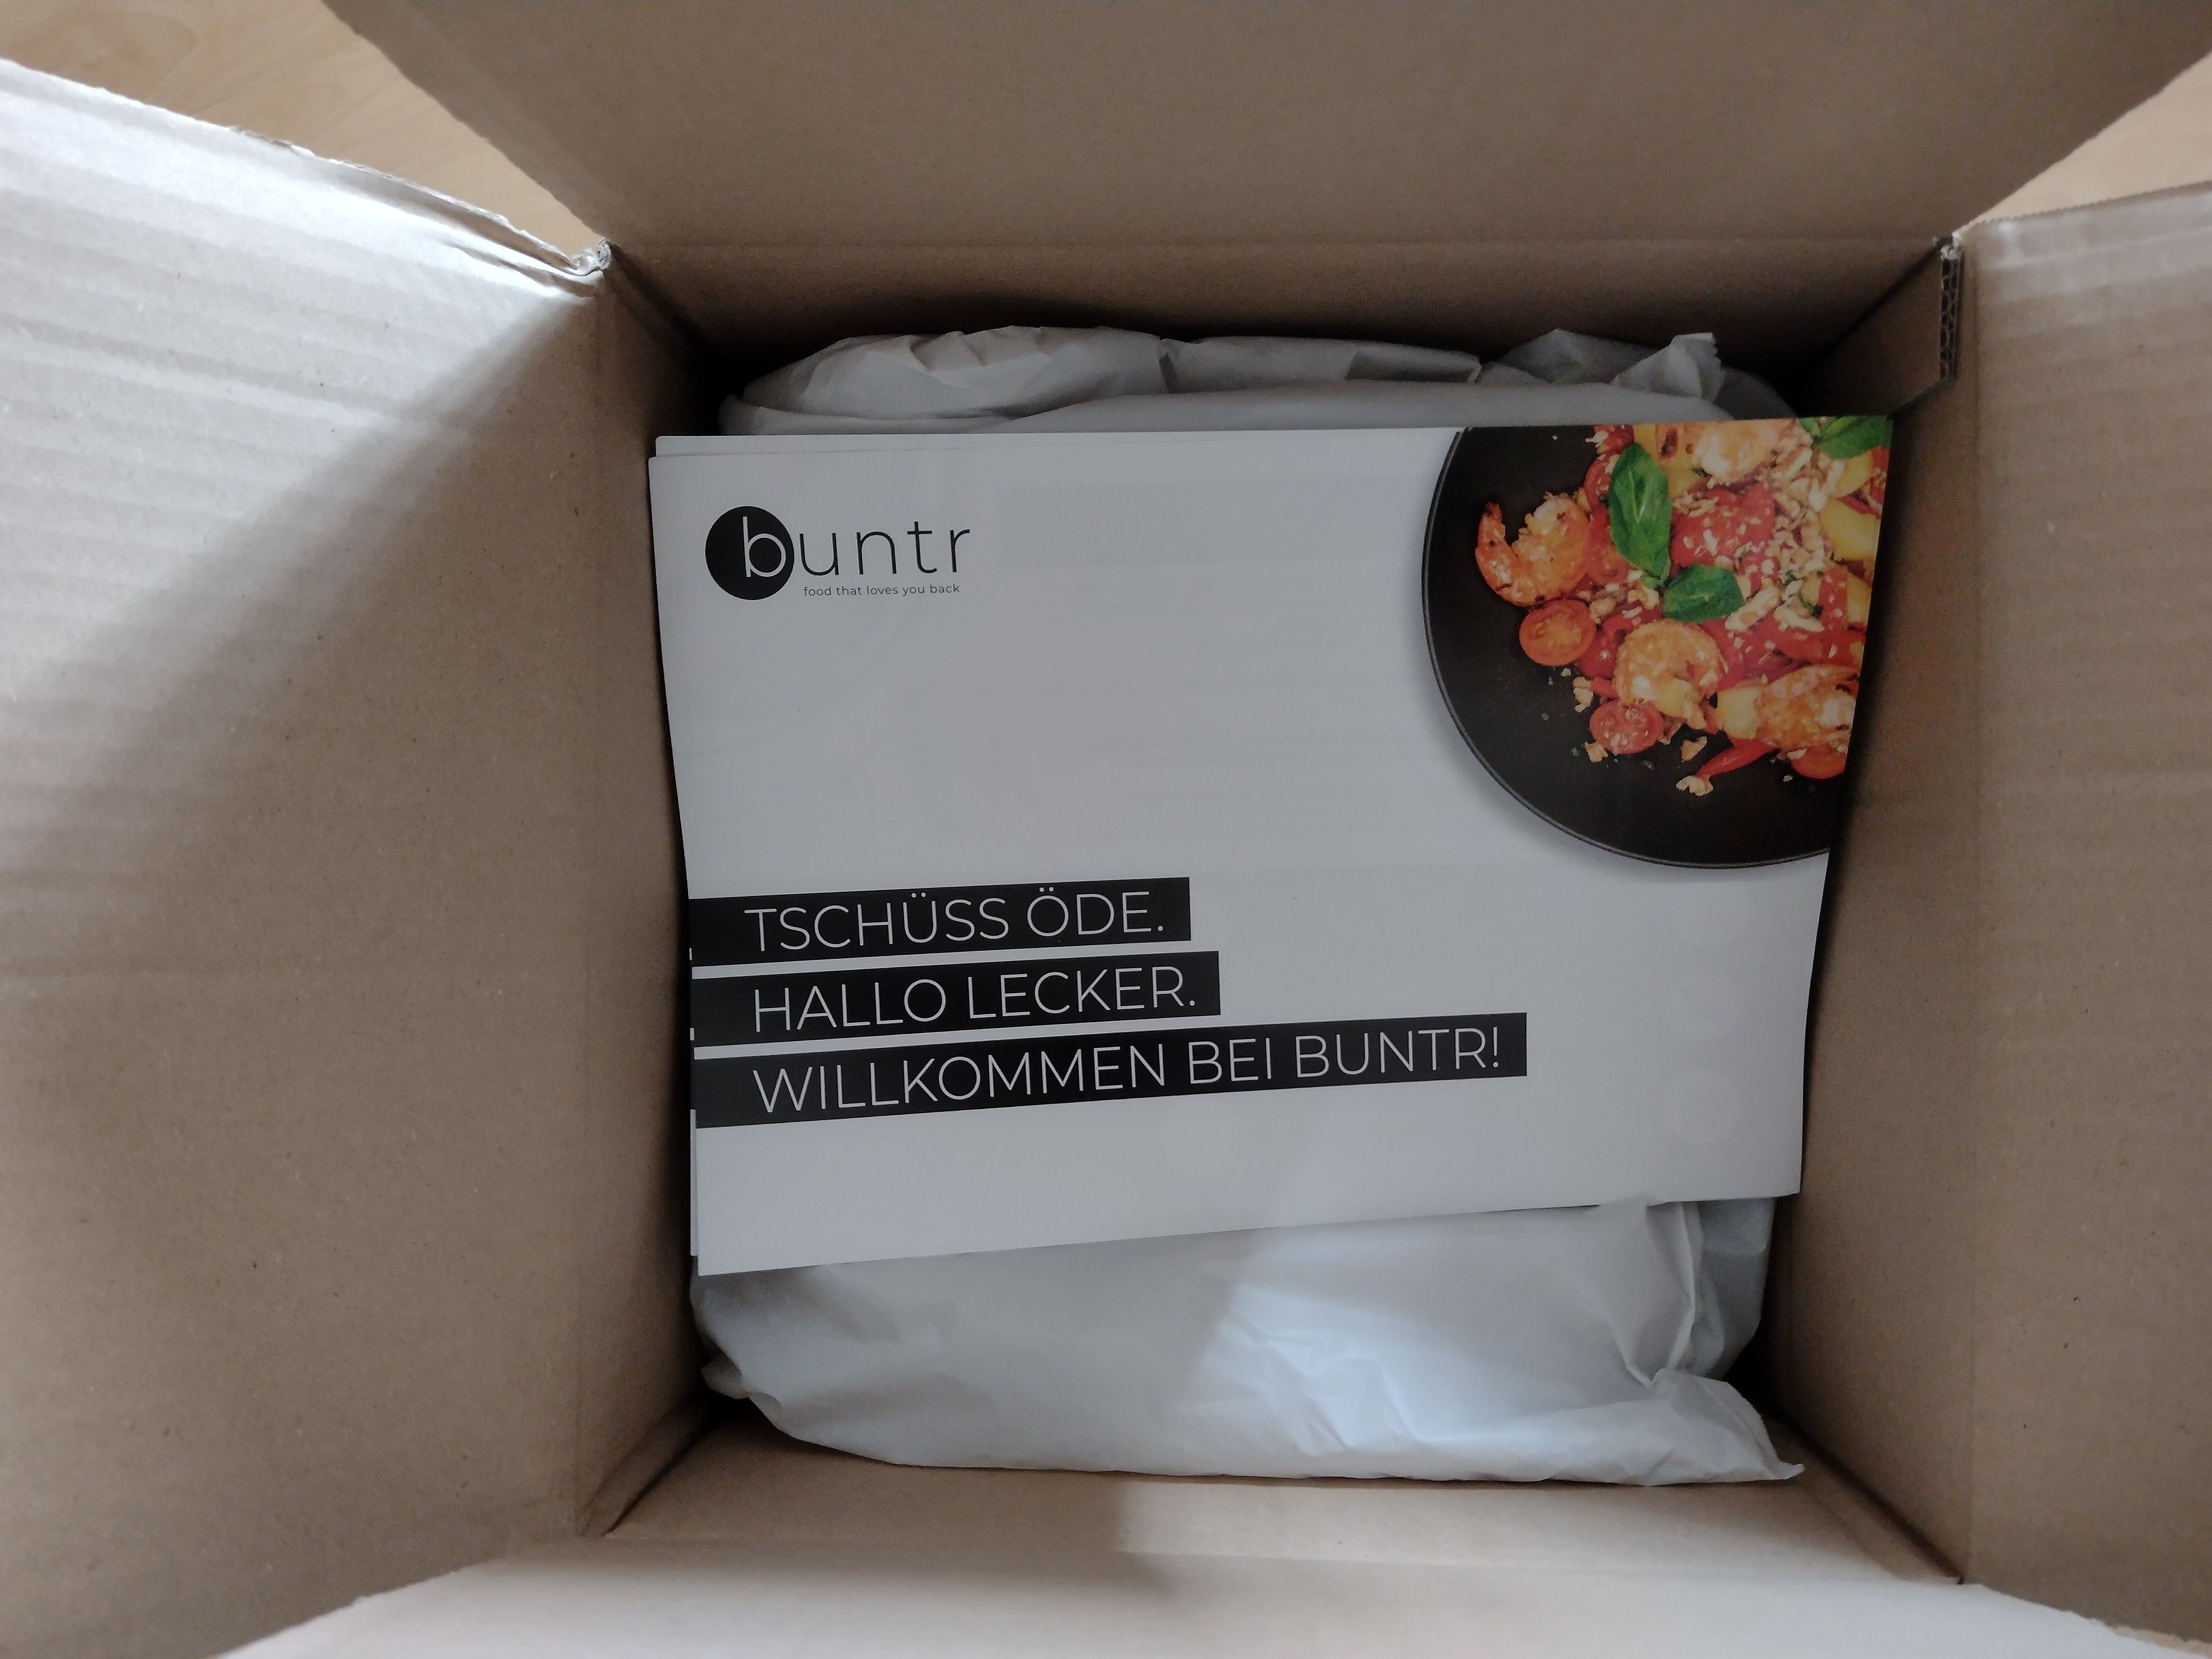 buntr
food that loves you back
TSCHÜSS ÖDE.
HALLO LECKER.
WILLKOMMEN BEI BUNTR!